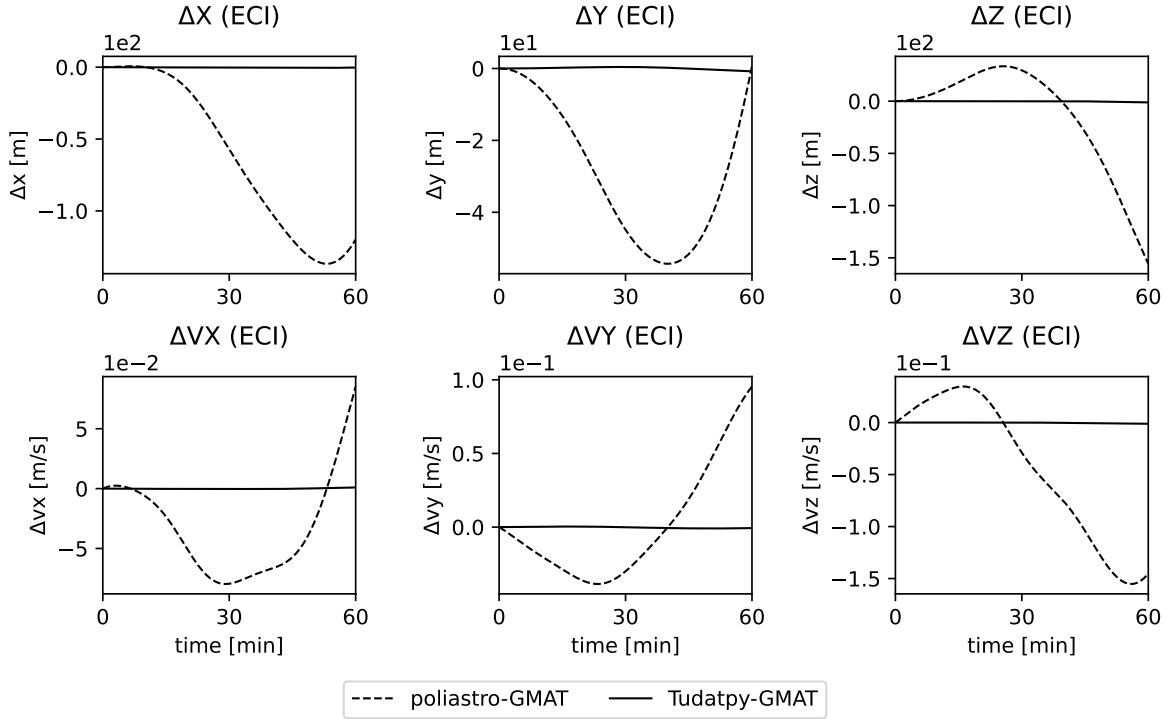 ΔX (ECI)
1e2
0.0
−0.5
−1.0
Δx [m]
0
30
60
ΔY (ECI)
1e1
0
−2
−4
Δy [m]
0
30
60
ΔZ (ECI)
1e2
0.0
−0.5
−1.0
−1.5
Δz [m]
0
30
60
ΔVX (ECI)
1e−2
5
0
−5
Δvx [m/s]
0
30
60
time [min]
ΔVY (ECI)
1e−1
1.0
0.5
0.0
Δvy [m/s]
0
30
60
time [min]
ΔVZ (ECI)
1e−1
0.0
−0.5
−1.0
−1.5
Δvz [m/s]
0
30
60
time [min]
poliastro-GMAT
Tudatpy-GMAT